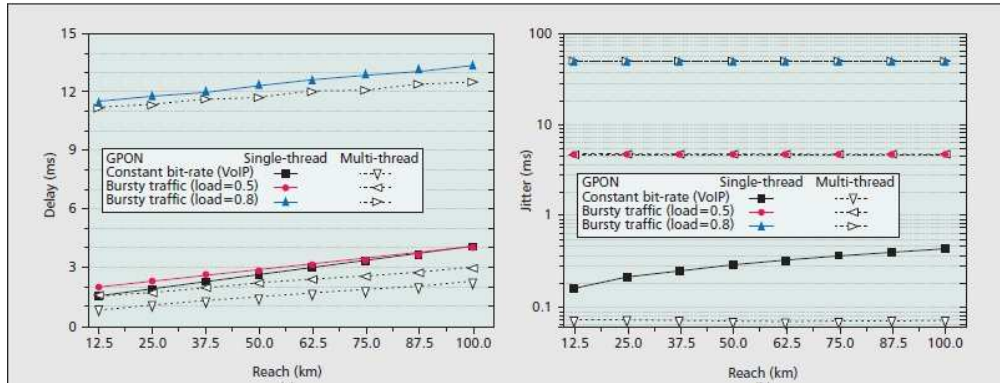 15
12
9
6
3
0
Delay (ms)
GPON Single-thread Multi-thread
Constant bit-rate (VoIP)
Bursty traffic (load=0.5)
Bursty traffic (load=0.8)
12.5 25.0 37.5 50.0 62.5 75.0 87.5 100.0
Reach (km)
100
10
1
0.1
Jitter (ms)
GPON Single-thread Multi-thread
Constant bit-rate (VoIP)
Bursty traffic (load=0.5)
Bursty traffic (load=0.8)
12.5 25.0 37.5 50.0 62.5 75.0 87.5 100.0
Reach (km)